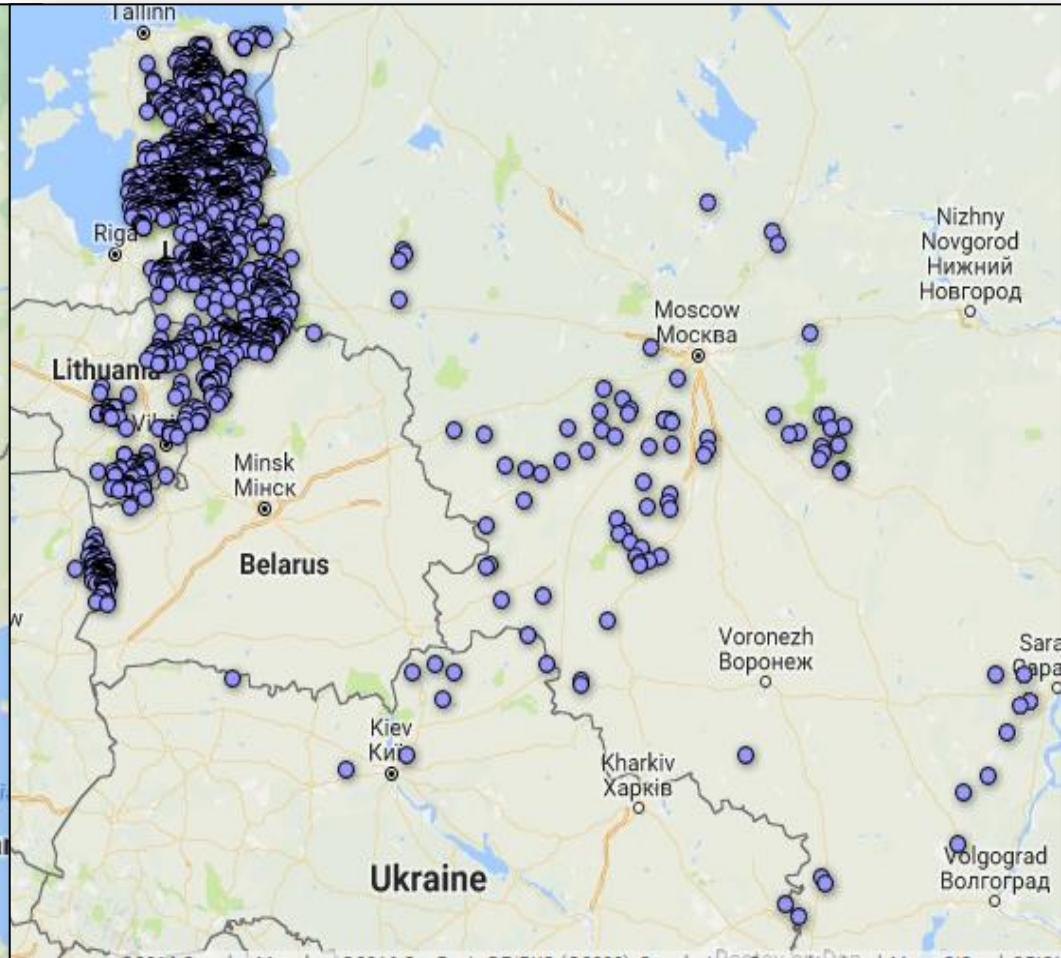 Tallinn
Riga
Nizhny
Novgorod
Нижний
Новгород
Moscow
Москва
Lithuania
Minsk
Мінск
Belarus
Voronezh
Воронеж
Kiev
Kharkiv
Харків
Ukraine
Volgograd
Волгоград